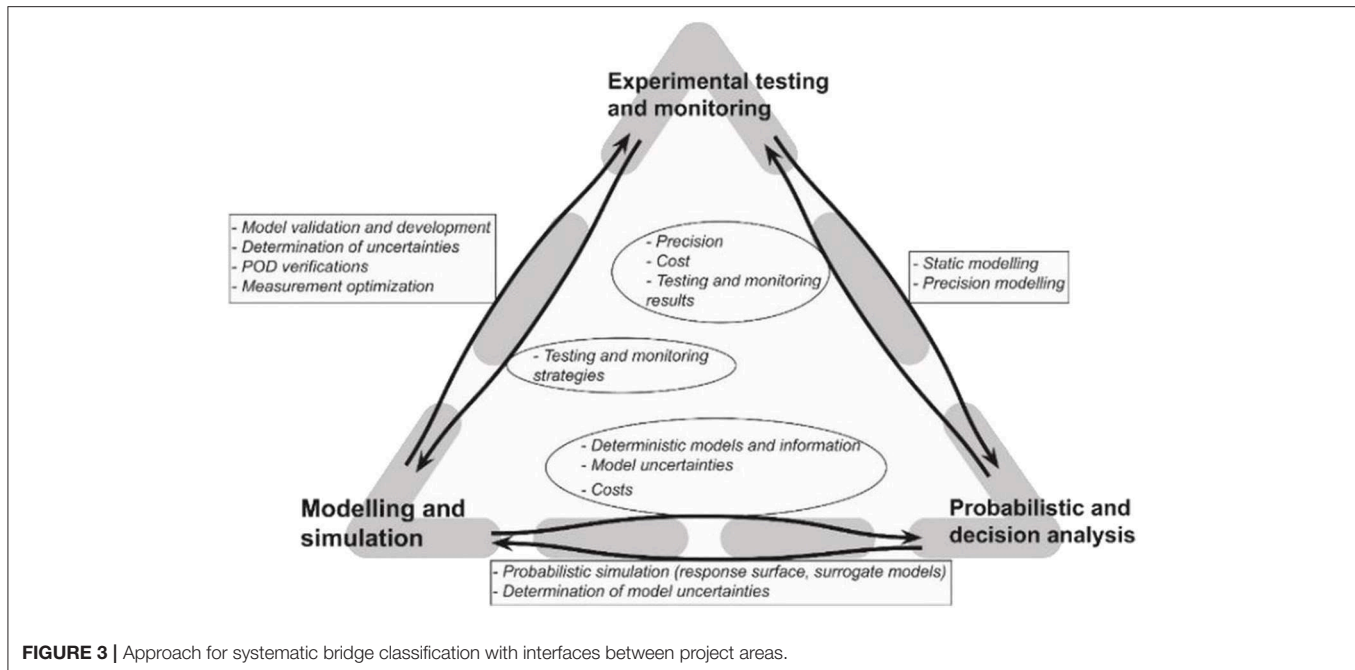 Experimental testing
and monitoring
- Model validation and development
- Determination of uncertainties
- POD verifications
- Measurement optimization
- Precision
- Cost
- Testing and monitoring
results
- Static modelling
- Precision modelling
- Testing and monitoring
strategies
- Deterministic models and information
- Model uncertainties
- Costs
Modelling and
simulation
Probabilistic and
decision analysis
- Probabilistic simulation (response surface, surrogate models)
- Determination of model uncertainties
FIGURE 3 | Approach for systematic bridge classification with interfaces between project areas.